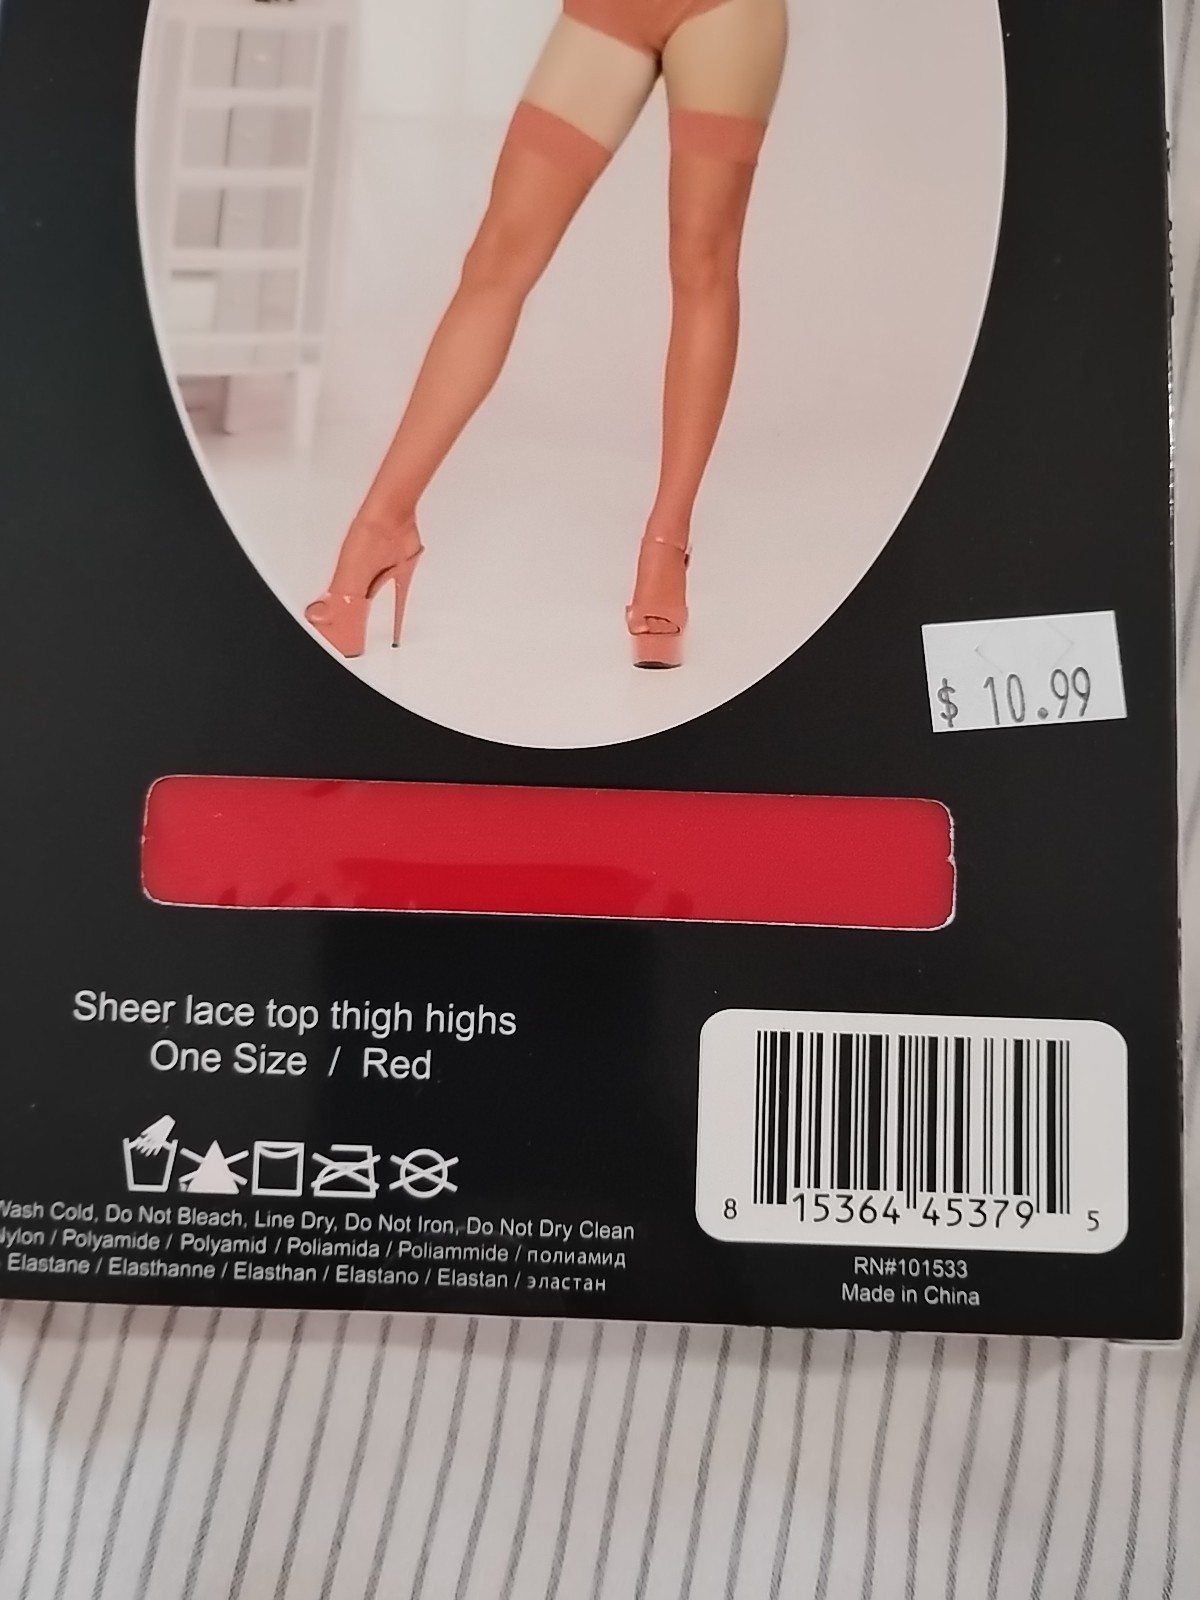 $ 10.99
Sheer lace top thigh highs
One Size / Red
Wash Cold, Do Not Bleach, Line Dry, Do Not Iron, Do Not Dry Clean
Nylon / Polyamide / Polyamid / Poliamida / Poliammide / полиамид
Elastane / Elasthanne / Elasthan / Elastano / Elastan / эластан
8 15364 45379 5
RN#101533
Made in China